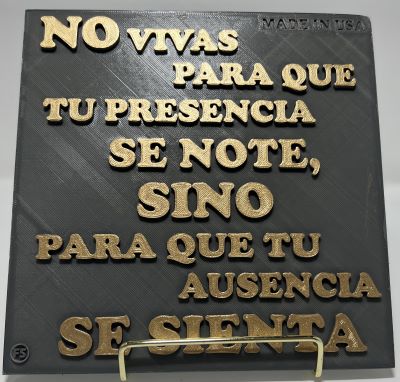 MADE IN USA
NO VIVAS
PARA QUE
TU PRESENCIA
SE NOTE,
SINO
PARA QUE TU
AUSENCIA
SE SIENTA
FS